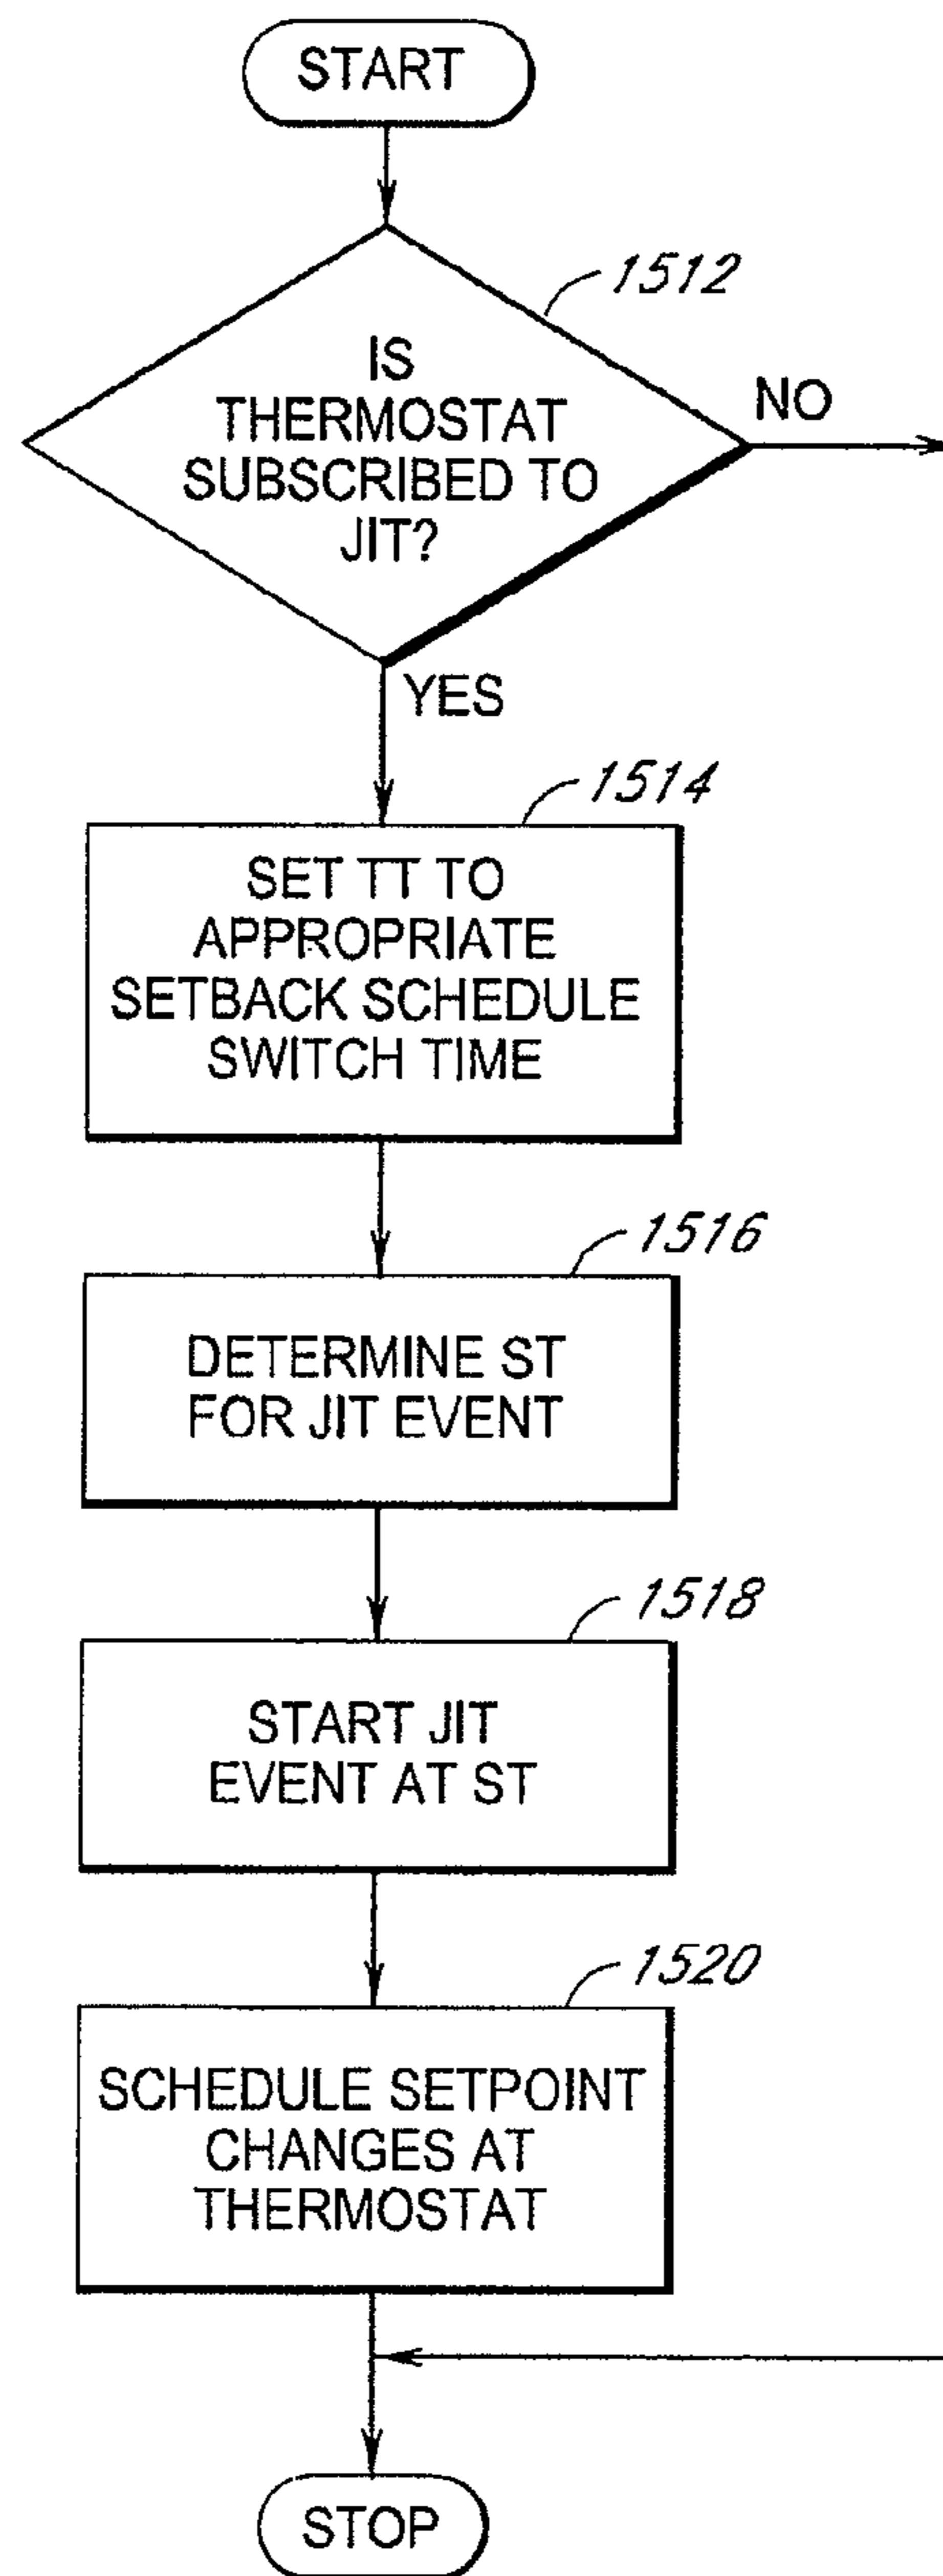 START
1512
IS
THERMOSTAT
SUBSCRIBED TO
JIT?
NO
YES
1514
SET TT TO
APPROPRIATE
SETBACK SCHEDULE
SWITCH TIME
1516
DETERMINE ST
FOR JIT EVENT
1518
START JIT
EVENT AT ST
1520
SCHEDULE SETPOINT
CHANGES AT
THERMOSTAT
STOP